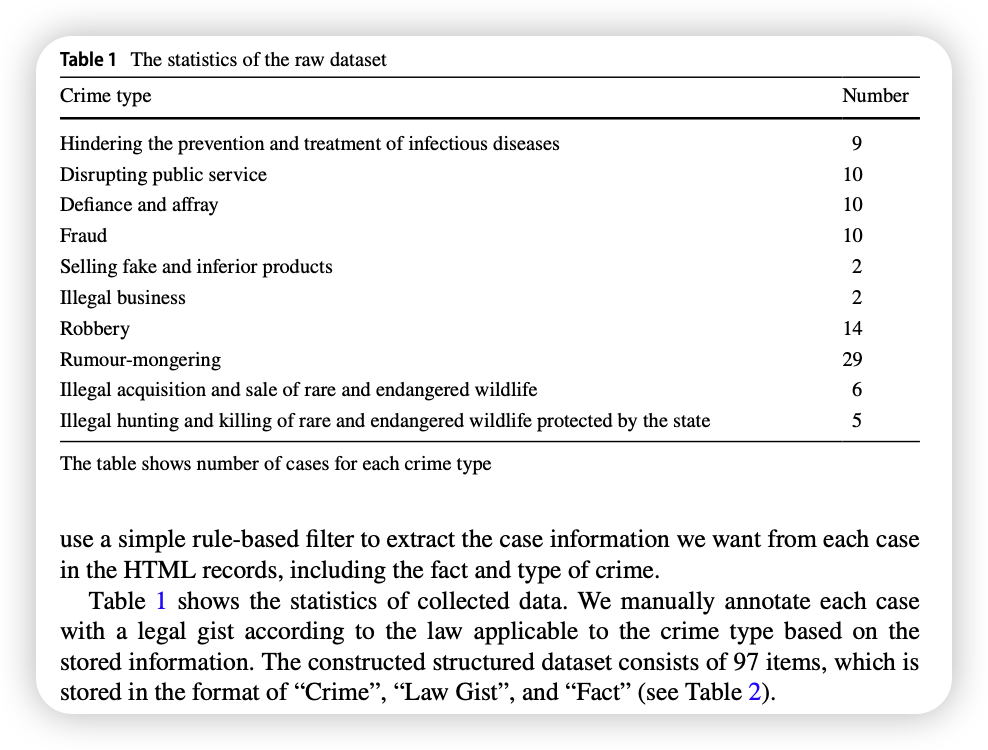 Table 1 The statistics of the raw dataset
Crime type Number
Hindering the prevention and treatment of infectious diseases 9
Disrupting public service 10
Defiance and affray 10
Fraud 10
Selling fake and inferior products 2
Illegal business 2
Robbery 14
Rumour-mongering 29
Illegal acquisition and sale of rare and endangered wildlife 6
Illegal hunting and killing of rare and endangered wildlife protected by the state 5
The table shows number of cases for each crime type
use a simple rule-based filter to extract the case information we want from each case
in the HTML records, including the fact and type of crime.
Table 1 shows the statistics of collected data. We manually annotate each case
with a legal gist according to the law applicable to the crime type based on the
stored information. The constructed structured dataset consists of 97 items, which is
stored in the format of “Crime”, “Law Gist”, and “Fact” (see Table 2).